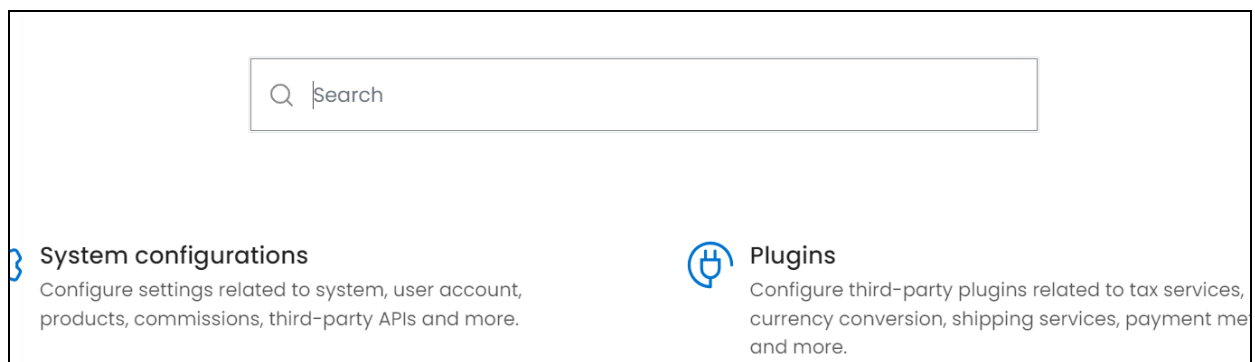 Search
System configurations
Configure settings related to system, user account,
products, commissions, third-party APIs and more.
Plugins
Configure third-party plugins related to tax services,
currency conversion, shipping services, payment
and more.